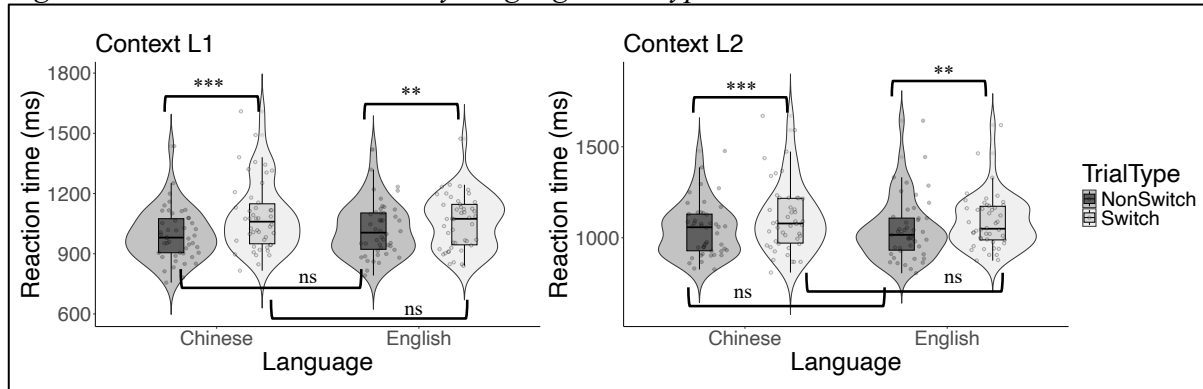 Context L1
Context L2
Reaction time (ms)
1800
1500
1200
900
600
***
**
ns
ns
Chinese
English
Language
Reaction time (ms)
1500
1000
***
**
ns
ns
Chinese
English
Language
TrialType
NonSwitch
Switch